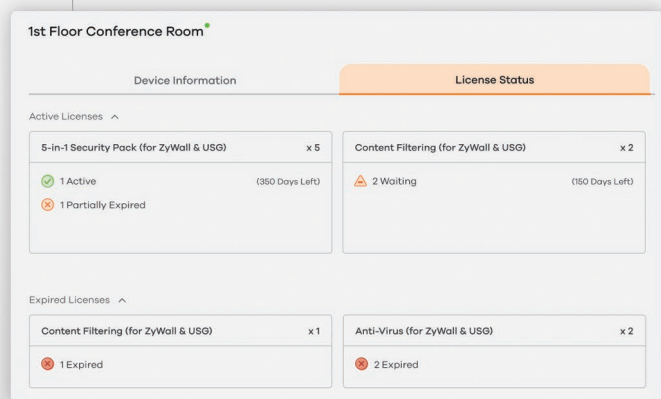 1st Floor Conference Room
Device Information
License Status
Active Licenses
5-in-1 Security Pack (for ZyWall & USG) x 5
1 Active (350 Days Left)
1 Partially Expired
Content Filtering (for ZyWall & USG) x 2
2 Waiting (150 Days Left)
Expired Licenses
Content Filtering (for ZyWall & USG) x 1
1 Expired
Anti-Virus (for ZyWall & USG) x 2
2 Expired